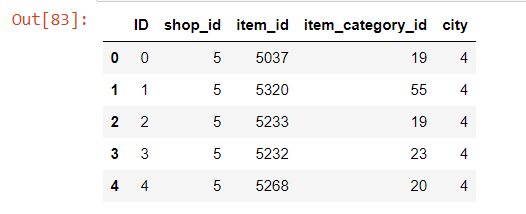 Out[83]:
ID shop_id item_id item_category_id city
0 0 5 5037 19 4
1 1 5 5320 55 4
2 2 5 5233 19 4
3 3 5 5232 23 4
4 4 5 5268 20 4